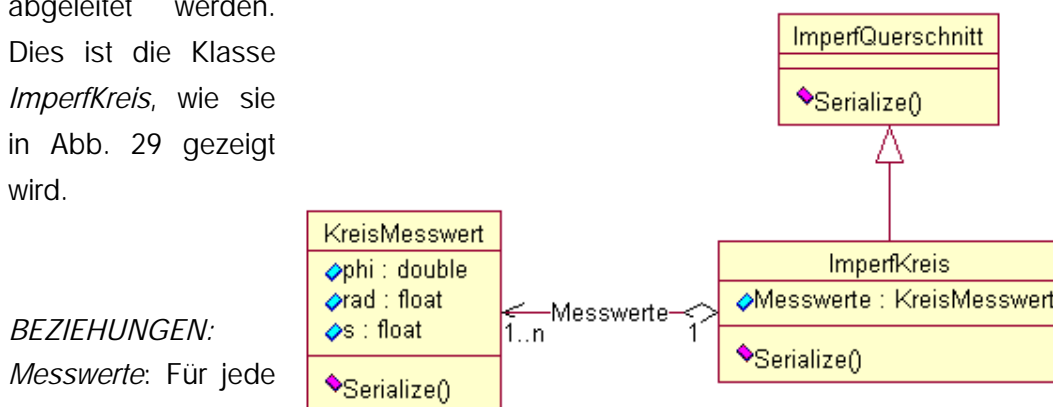 abgeleitet werden.
Dies ist die Klasse
ImperfKreis, wie sie
in Abb. 29 gezeigt
wird.
BEZIEHUNGEN:
Messwerte: Für jede
ImperfQuerschnitt
Serialize()
KreisMesswert
phi : double
rad : float
s : float
Serialize()
1..n
Messwerte
1
ImperfKreis
Messwerte : KreisMesswert
Serialize()